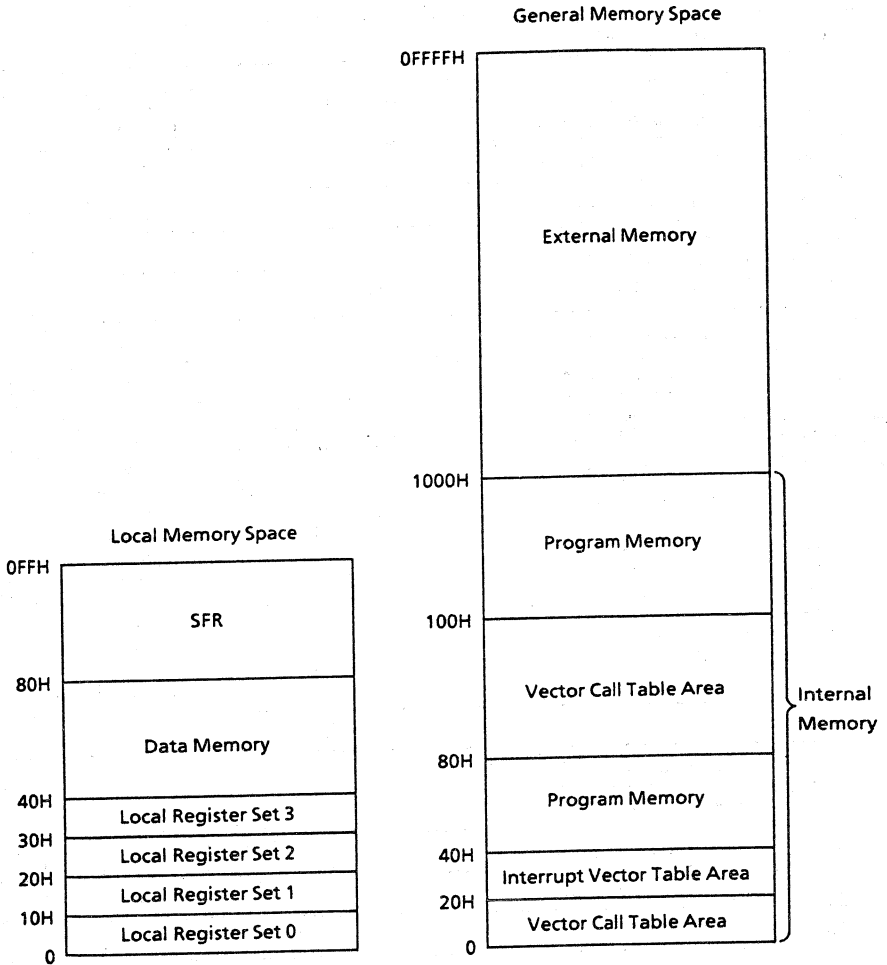 General Memory Space
0FFFFH
External Memory
1000H
Program Memory
100H
Vector Call Table Area
80H
Program Memory
40H
Interrupt Vector Table Area
20H
Vector Call Table Area
0
Internal
Memory
Local Memory Space
0FFH
SFR
80H
Data Memory
40H
Local Register Set 3
30H
Local Register Set 2
20H
Local Register Set 1
10H
Local Register Set 0
0